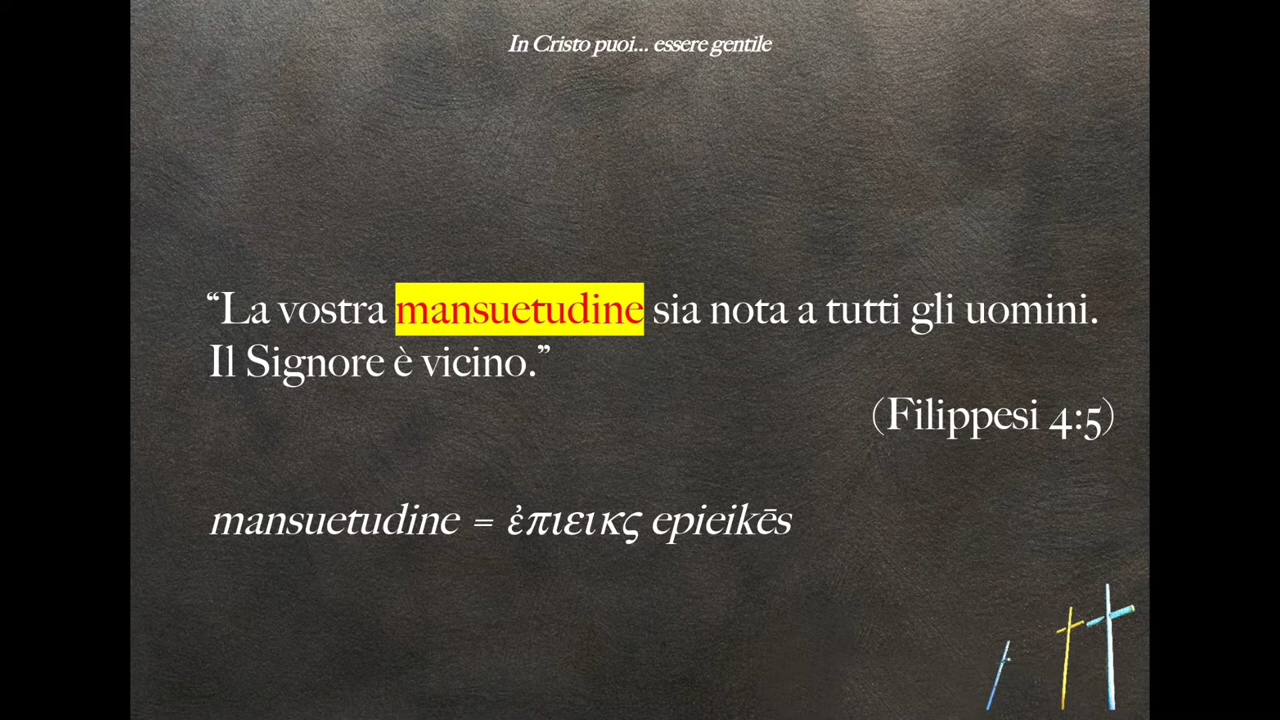 In Cristo puoi... essere gentile
“La vostra mansuetudine sia nota a tutti gli uomini.
Il Signore è vicino.”
(Filippesi 4:5)
mansuetudine = ἐπιεικς epieikēs